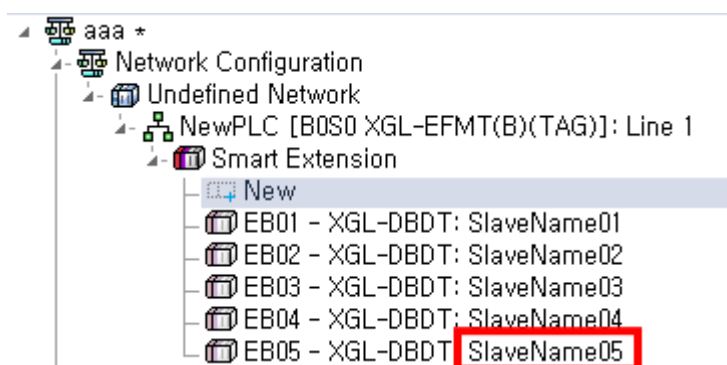 aaa *
Network Configuration
Undefined Network
NewPLC [B0S0 XGL-EFMT(B)(TAG)]: Line 1
Smart Extension
New
EB01 - XGL-DBDT: SlaveName01
EB02 - XGL-DBDT: SlaveName02
EB03 - XGL-DBDT: SlaveName03
EB04 - XGL-DBDT: SlaveName04
EB05 - XGL-DBDT: SlaveName05